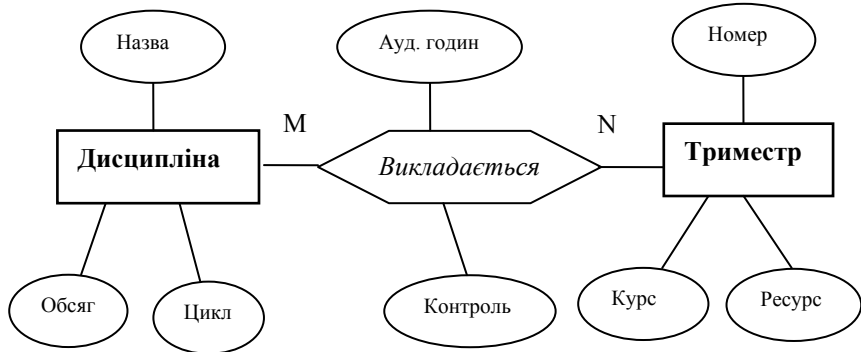 Назва
Ауд. годин
Номер
M
N
Дисципліна
Викладається
Триместр
Обсяг
Цикл
Контроль
Курс
Ресурс